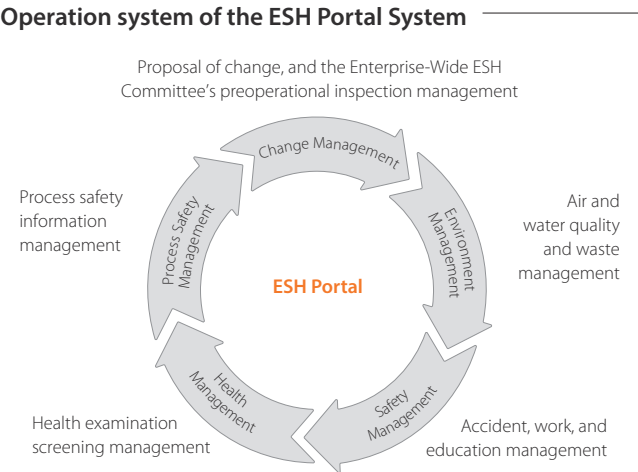 Operation system of the ESH Portal System
Proposal of change, and the Enterprise-Wide ESH
Committee's preoperational inspection management
Change Management
Environment
Management
Air and
water quality
and waste
management
Safety
Management
Accident, work, and
education management
Health
Management
Health examination
screening management
Process Safety
Management
Process safety
information
management
ESH Portal